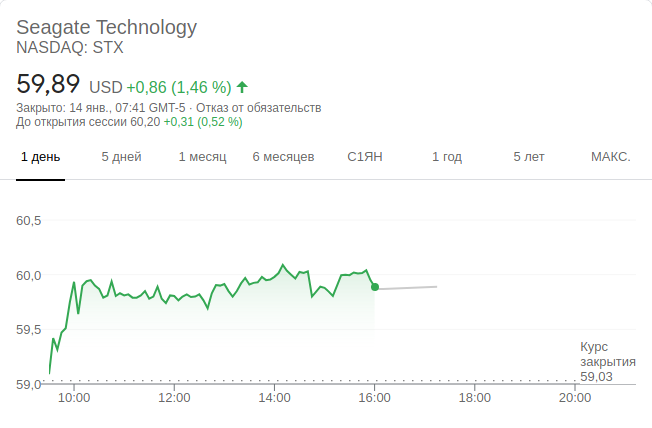 Seagate Technology
NASDAQ: STX
59,89 USD +0,86 (1,46 %)
Закрыто: 14 янв., 07:41 GMT-5 · Отказ от обязательств
До открытия сессии 60,20 +0,31 (0,52 %)
1 день 5 дней 1 месяц 6 месяцев С1ЯН 1 год 5 лет МАКС.
60,5
60,0
59,5
Курс
закрытия
59,03
59,0
10:00 12:00 14:00 16:00 18:00 20:00